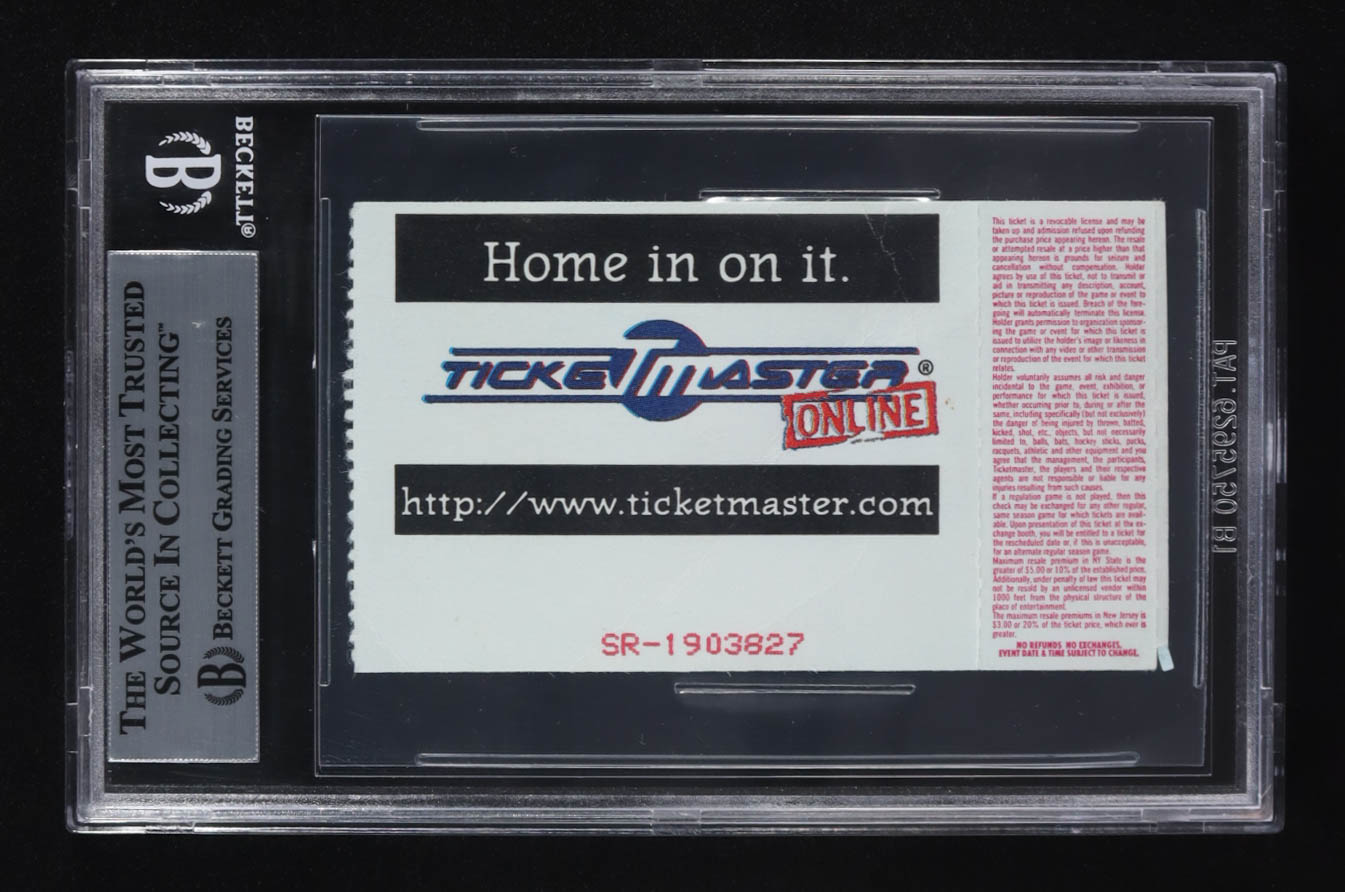 BECKETT®
B
THE WORLD'S MOST TRUSTED
SOURCE IN COLLECTING™
B BECKETT GRADING SERVICES
Home in on it.
TICKETMASTER®
ONLINE
http://www.ticketmaster.com
SR-1903827
This ticket is a revocable license and may be
taken up and admission refused upon refunding
the purchase price appearing hereon. The resale
or attempted resale at a price higher than that
appearing hereon is grounds for seizure and
cancellation without compensation. Holder
agrees by use of this ticket, not to transmit or
aid in transmitting any description, account,
picture or reproduction of the game or event to
which this ticket is issued. Breach of the fore-
going will automatically terminate this license.
Holder grants permission to organization sponsor-
ing the game or event for which this ticket is
issued to utilize the holder's image or likeness in
connection with any video or other transmission
or reproduction of the event for which this ticket
relates.
Holder voluntarily assumes all risk and danger
incidental to the game, event, exhibition, or
performance for which this ticket is issued,
whether occurring prior to, during or after the
same, including specifically (but not exclusively)
the danger of being injured by thrown, batted,
kicked, shot, etc., objects, but not necessarily
limited to, balls, bats, hockey sticks, pucks,
racquets, athletic and other equipment and you
agree that the management, the participants,
Ticketmaster, the players and their respective
agents are not responsible or liable for any
injuries resulting from such causes.
If a regulation game is not played, then this
check may be exchanged for any other regular,
same season game for which tickets are avail-
able. Upon presentation of this ticket at the ex-
change booth, you will be entitled to a ticket for
the rescheduled date or, if this is unacceptable,
for an alternate regular season game.
Maximum resale premium in NY State is the
greater of $5.00 or 10% of the established price.
Additionally, under penalty of law this ticket may
not be resold by an unlicensed vendor within
1000 feet from the physical structure of the
place of entertainment.
The maximum resale premiums in New Jersey is
$3.00 or 20% of the ticket price, which ever is
greater.
NO REFUNDS NO EXCHANGES.
EVENT DATE & TIME SUBJECT TO CHANGE.
PAT.6295750 B1